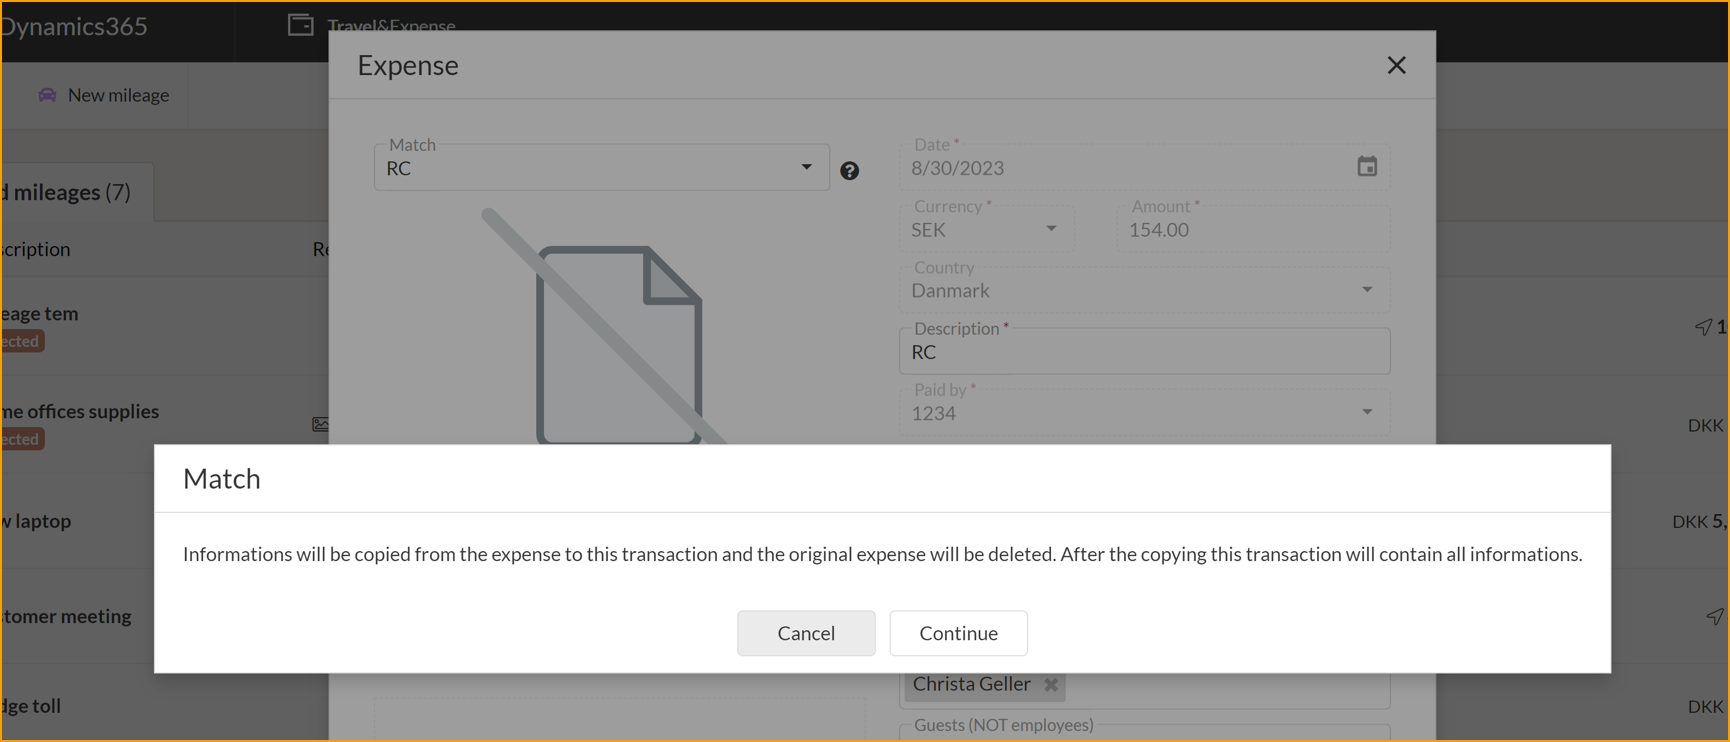 Dynamics365
Travel&Expense
Expense
New mileage
Match
RC
Date *
8/30/2023
Currency *
SEK
Amount *
154.00
Country
Danmark
Description *
RC
Paid by *
1234
d mileages (7)
scription
Re
eage tem
ected
me offices supplies
ected
w laptop
stomer meeting
dge toll
1
DKK
DKK 5,
DKK
Match
Informations will be copied from the expense to this transaction and the original expense will be deleted. After the copying this transaction will contain all informations.
Cancel
Continue
Christa Geller
Guests (NOT employees)